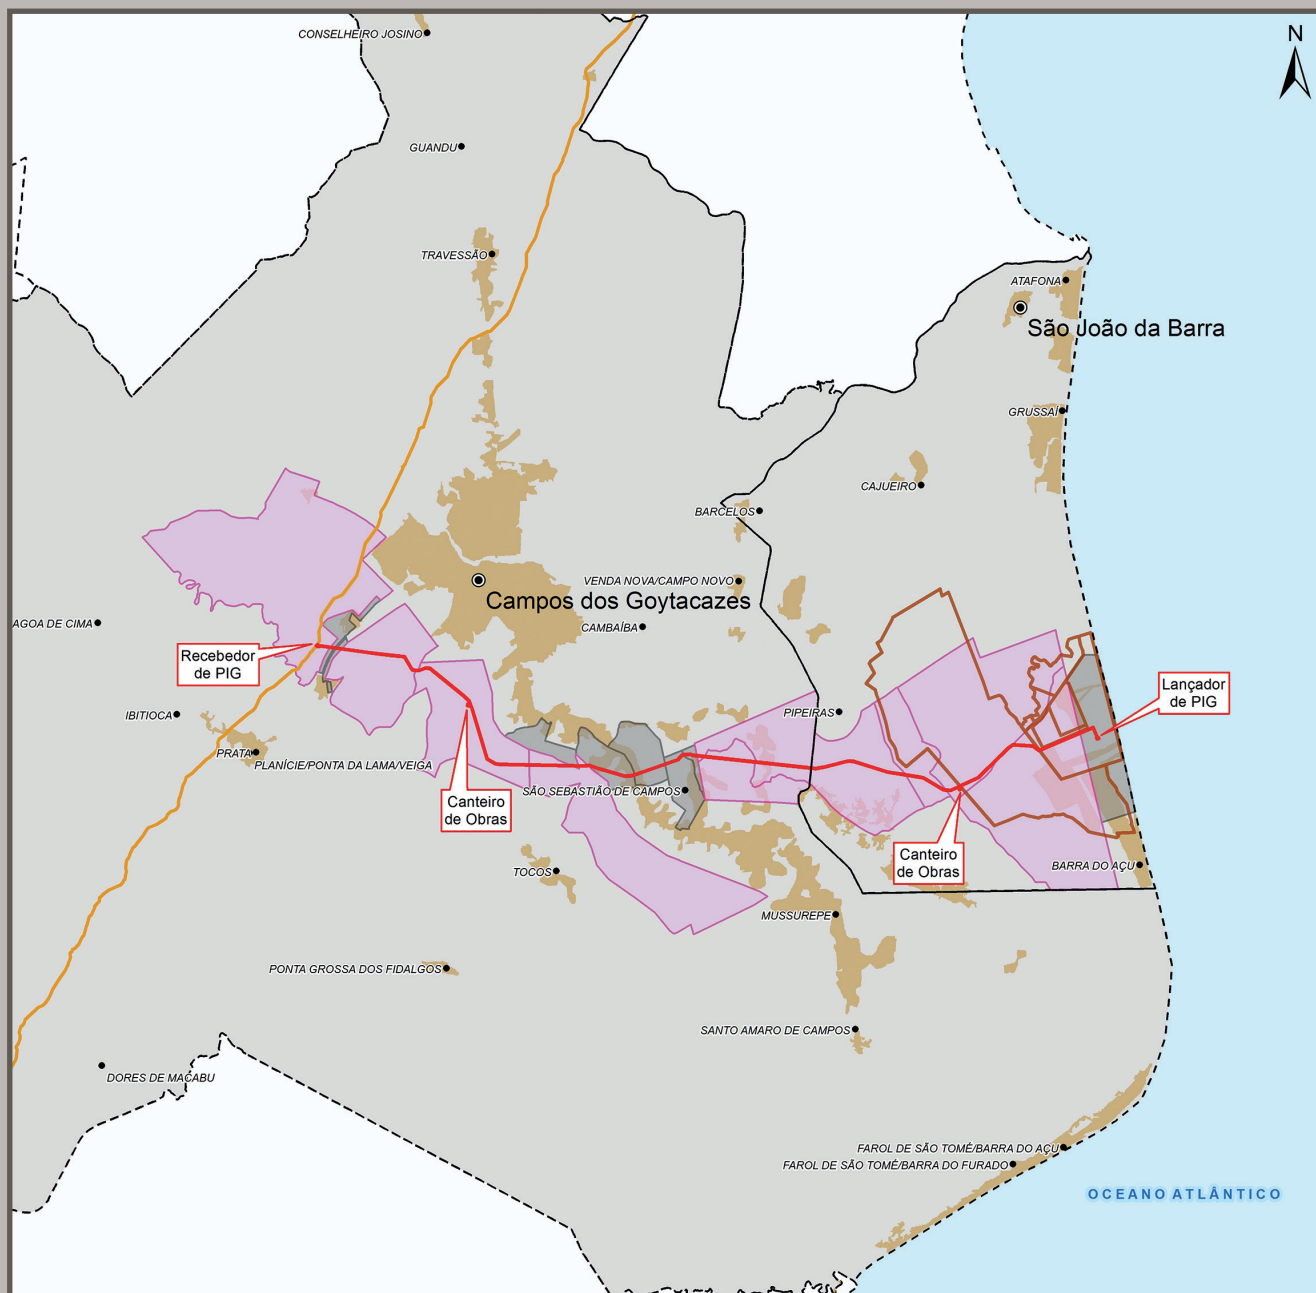 CONSELHEIRO JOSINO
N
GUANDU
TRAVESSÃO
ATAFONA
São João da Barra
GRUSSAÍ
CAJUEIRO
BARCELOS
VENDA NOVA/CAMPO NOVO
Campos dos Goytacazes
AGOA DE CIMA
CAMBAÍBA
Recebedor
de PIG
Lançador
de PIG
IBITIOCA
PIPEIRAS
PRATA
PLANÍCIE/PONTA DA LAMA/VEIGA
SÃO SEBASTIÃO DE CAMPOS
Canteiro
de Obras
Canteiro
de Obras
BARRA DO AÇU
TOCOS
MUSSUREPE
PONTA GROSSA DOS FIDALGOS
SANTO AMARO DE CAMPOS
DORES DE MACABU
FAROL DE SÃO TOMÉ/BARRA DO AÇU
FAROL DE SÃO TOMÉ/BARRA DO FURADO
OCEANO ATLÂNTICO